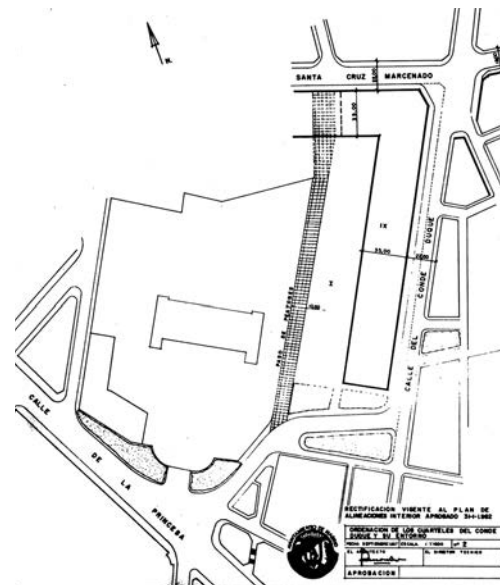 N.
SANTA CRUZ MARCENADO
IX
X
PASO DE PEATONES
CALLE DEL CONDE DUQUE
CALLE DE LA PRINCESA
RECTIFICACION VIGENTE AL PLAN DE
ALINEACIONES INTERIOR APROBADO
ORDENACION DE LOS CUARTELES DEL CONDE
DUQUE Y SU ENTORNO
ESCALA
Nº 2
EL ARQUITECTO
EL DIRECTOR TECNICO
APROBACION